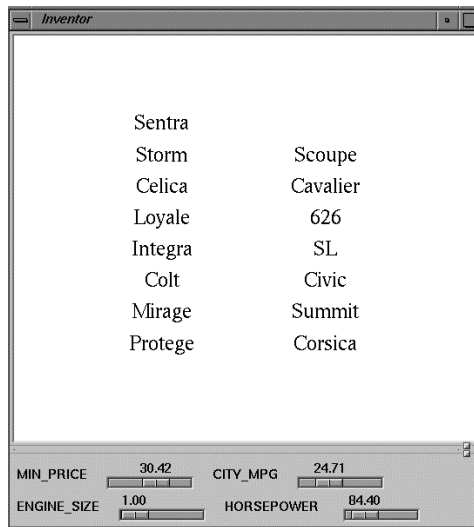 Inventor
Sentra
Storm Scoupe
Celica Cavalier
Loyale 626
Integra SL
Colt Civic
Mirage Summit
Protege Corsica
MIN_PRICE 30.42 CITY_MPG 24.71
ENGINE_SIZE 1.00 HORSEPOWER 84.40